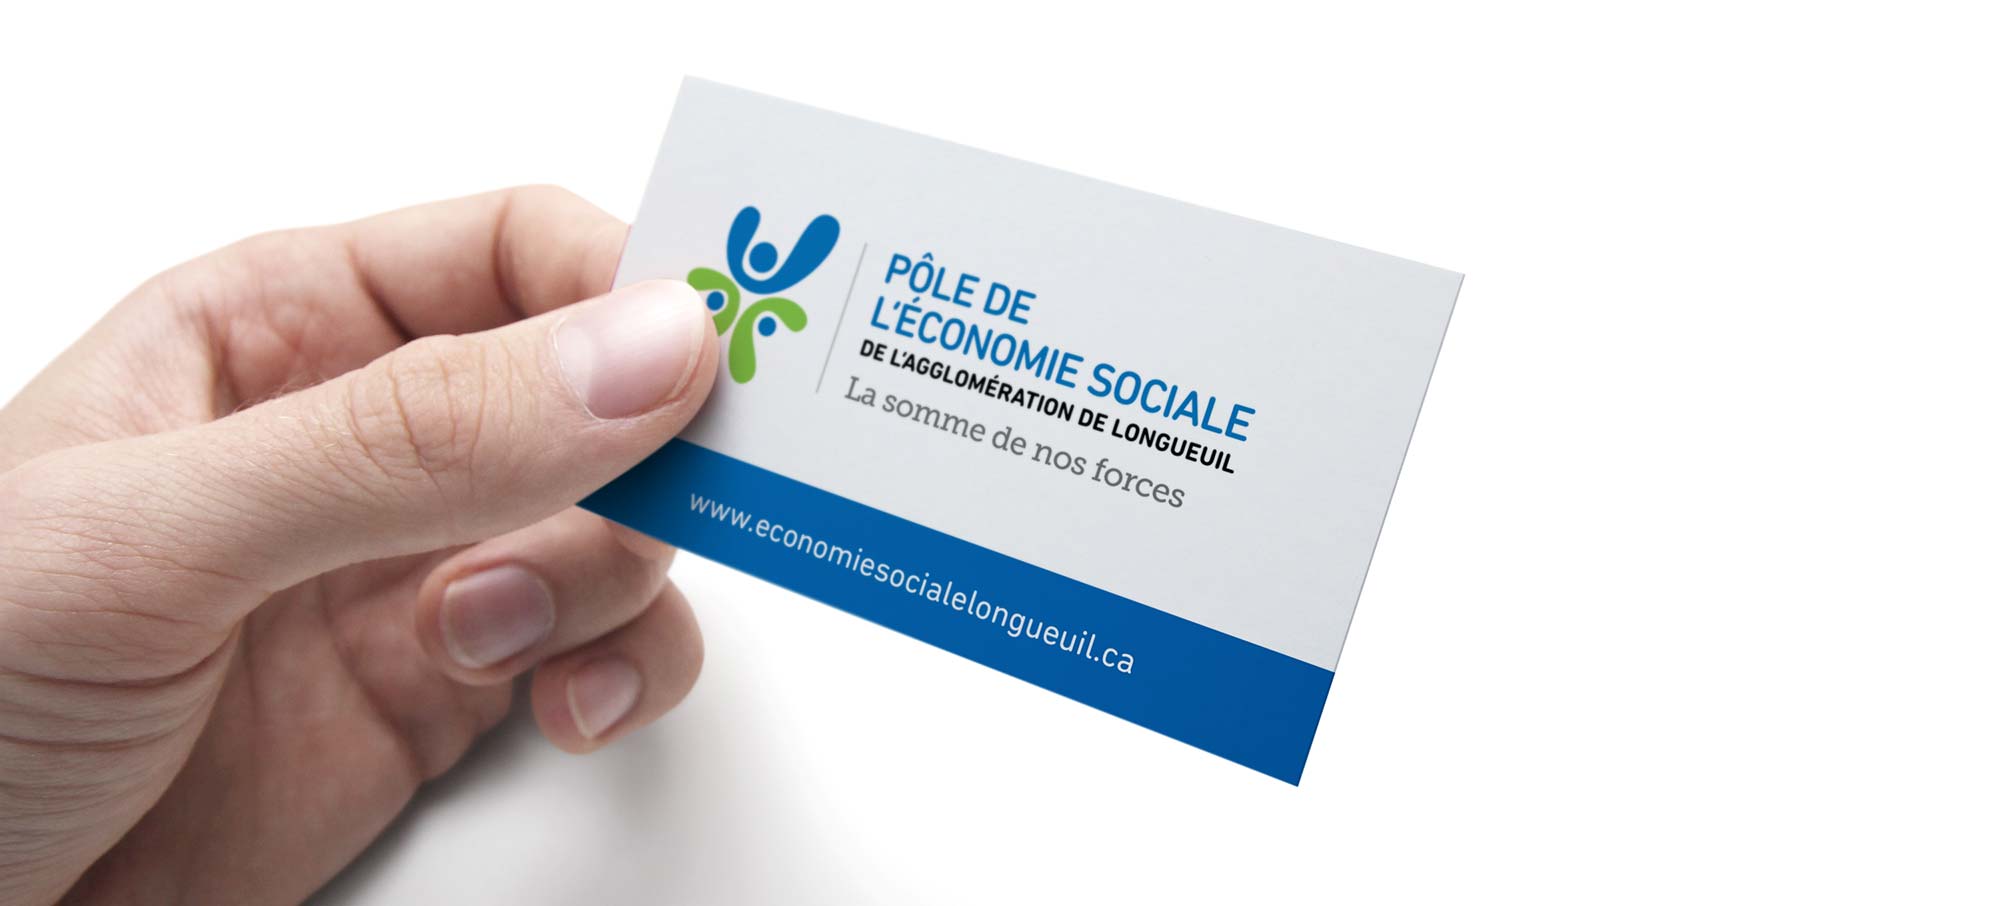 PÔLE DE
L'ÉCONOMIE SOCIALE
DE L'AGGLOMÉRATION DE LONGUEUIL
La somme de nos forces
www.economiesocialelongueuil.ca